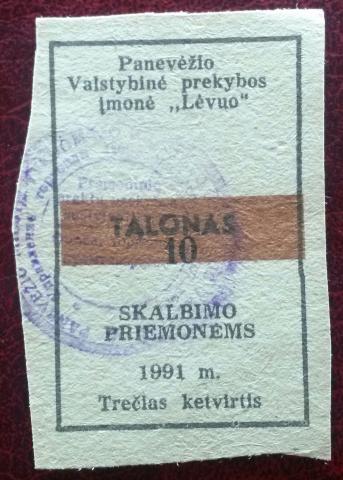 Panevėžio
Valstybinė prekybos
įmonė „Lėvuo"
TALONAS
10
SKALBIMO
PRIEMONĖMS
1991 m.
Trečias ketvirtis